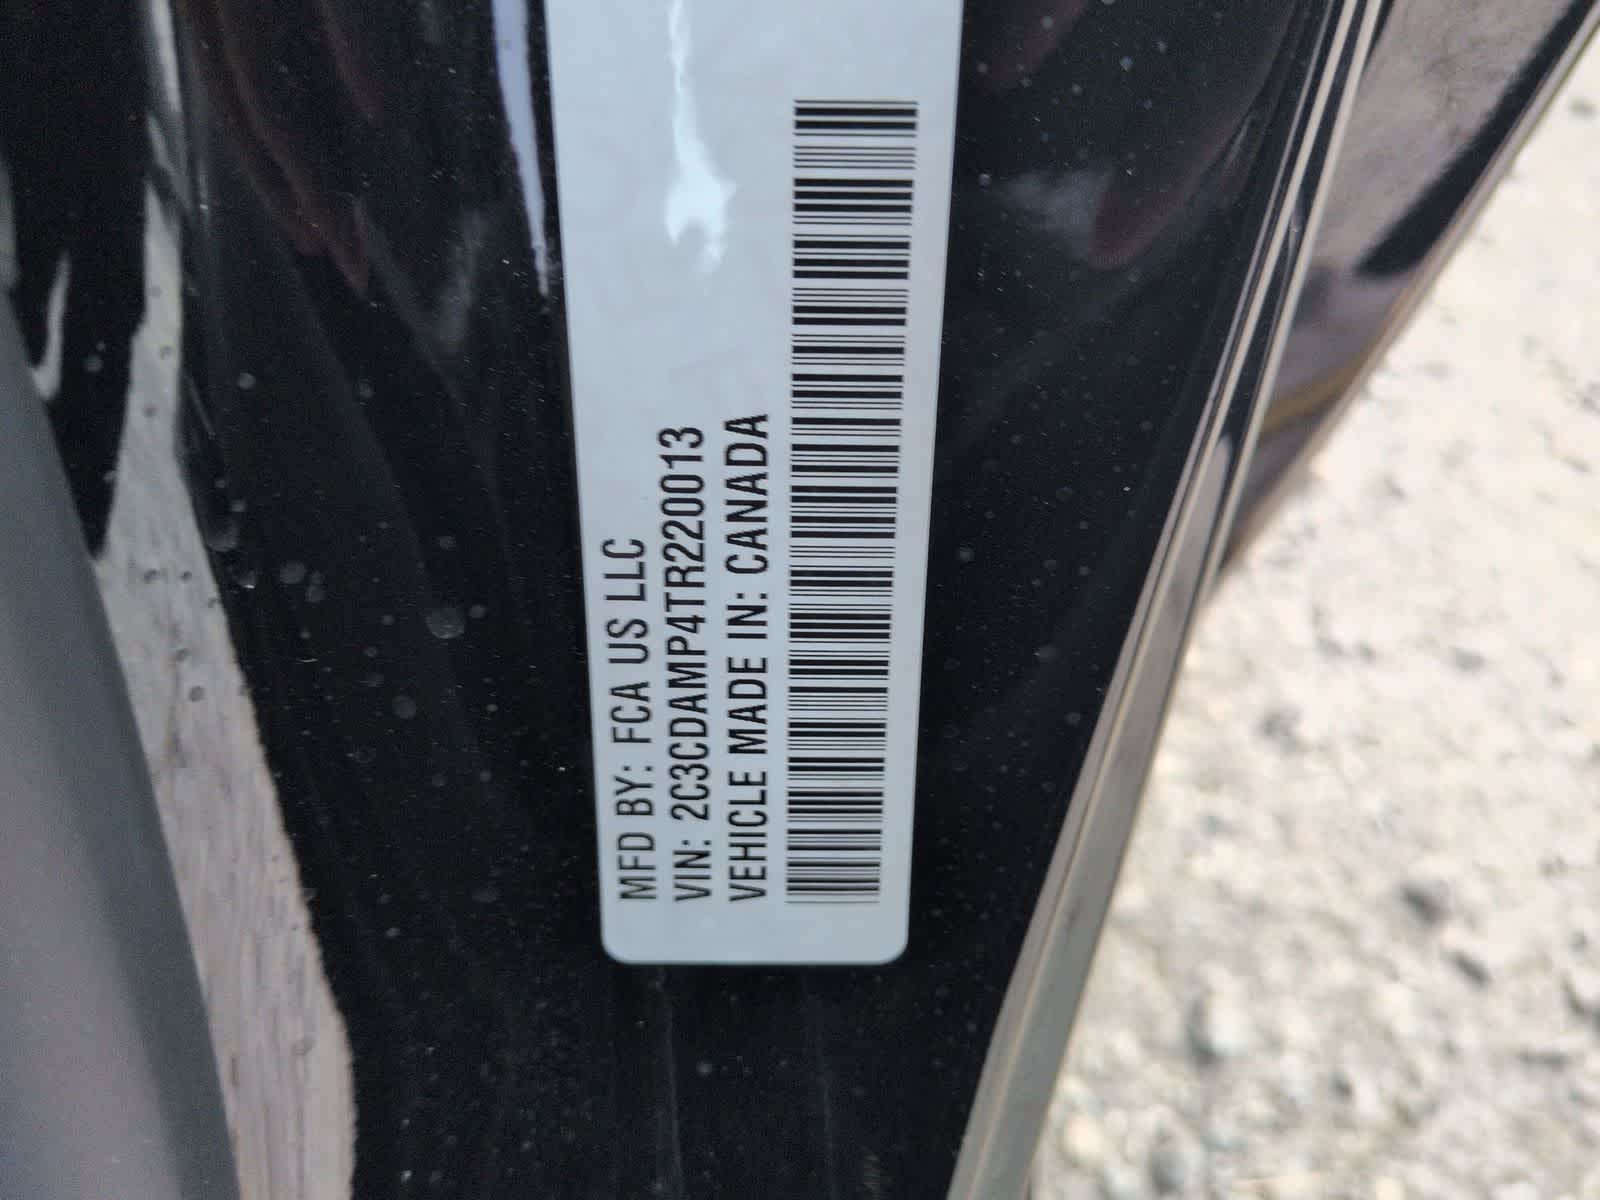 MFD BY: FCA US LLC
VIN: 2C3CDAMP4TR220013
VEHICLE MADE IN: CANADA